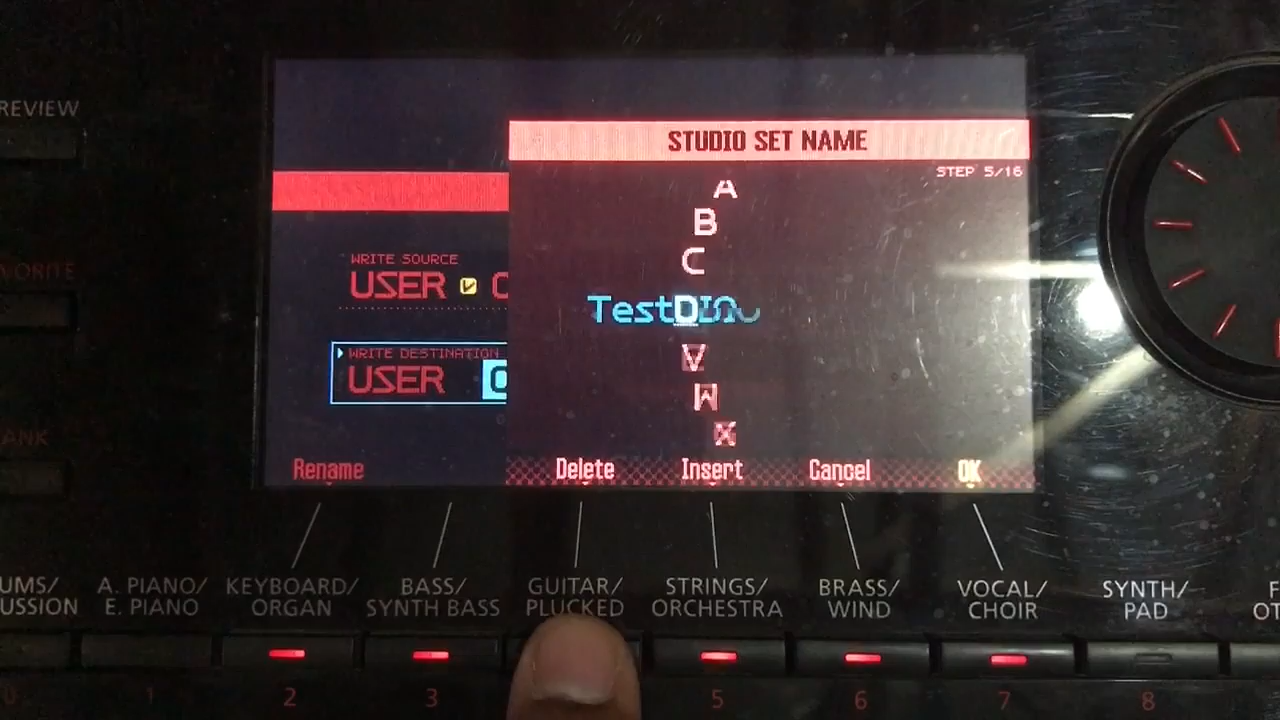 REVIEW
STUDIO SET NAME
STEP 5/16
A
B
C
WRITE SOURCE
USER
TestD
WRITE DESTINATION
USER
V
W
X
Rename
Delete
Insert
Cancel
OK
A. PIANO/
E. PIANO
KEYBOARD/
ORGAN
BASS/
SYNTH BASS
GUITAR/
PLUCKED
STRINGS/
ORCHESTRA
BRASS/
WIND
VOCAL/
CHOIR
SYNTH/
PAD
0 1 2 3 5 6 7 8